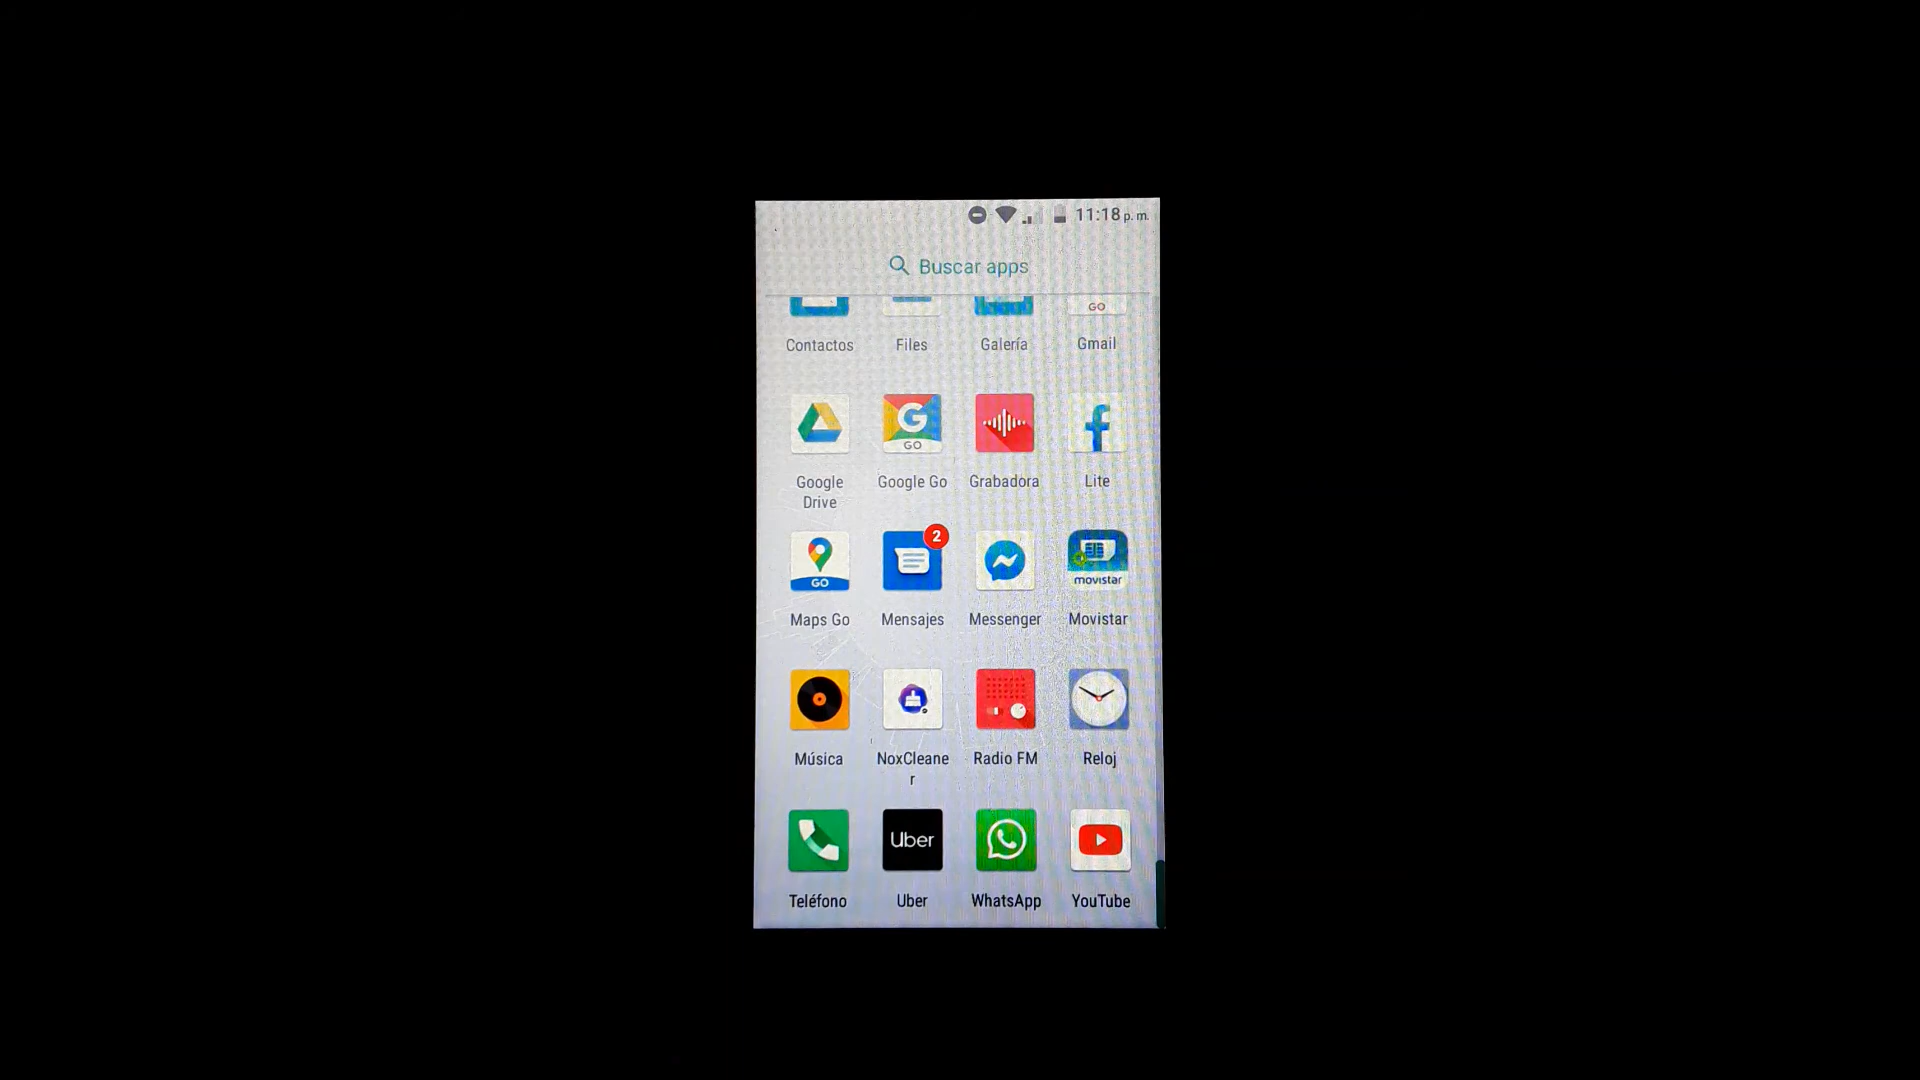 11:18 p. m.
Buscar apps
GO
Contactos Files Galería Gmail
G
GO
f
Google Drive Google Go Grabadora Lite
GO
2
movistar
Maps Go Mensajes Messenger Movistar
Música NoxCleaner Radio FM Reloj
Uber
Teléfono Uber WhatsApp YouTube